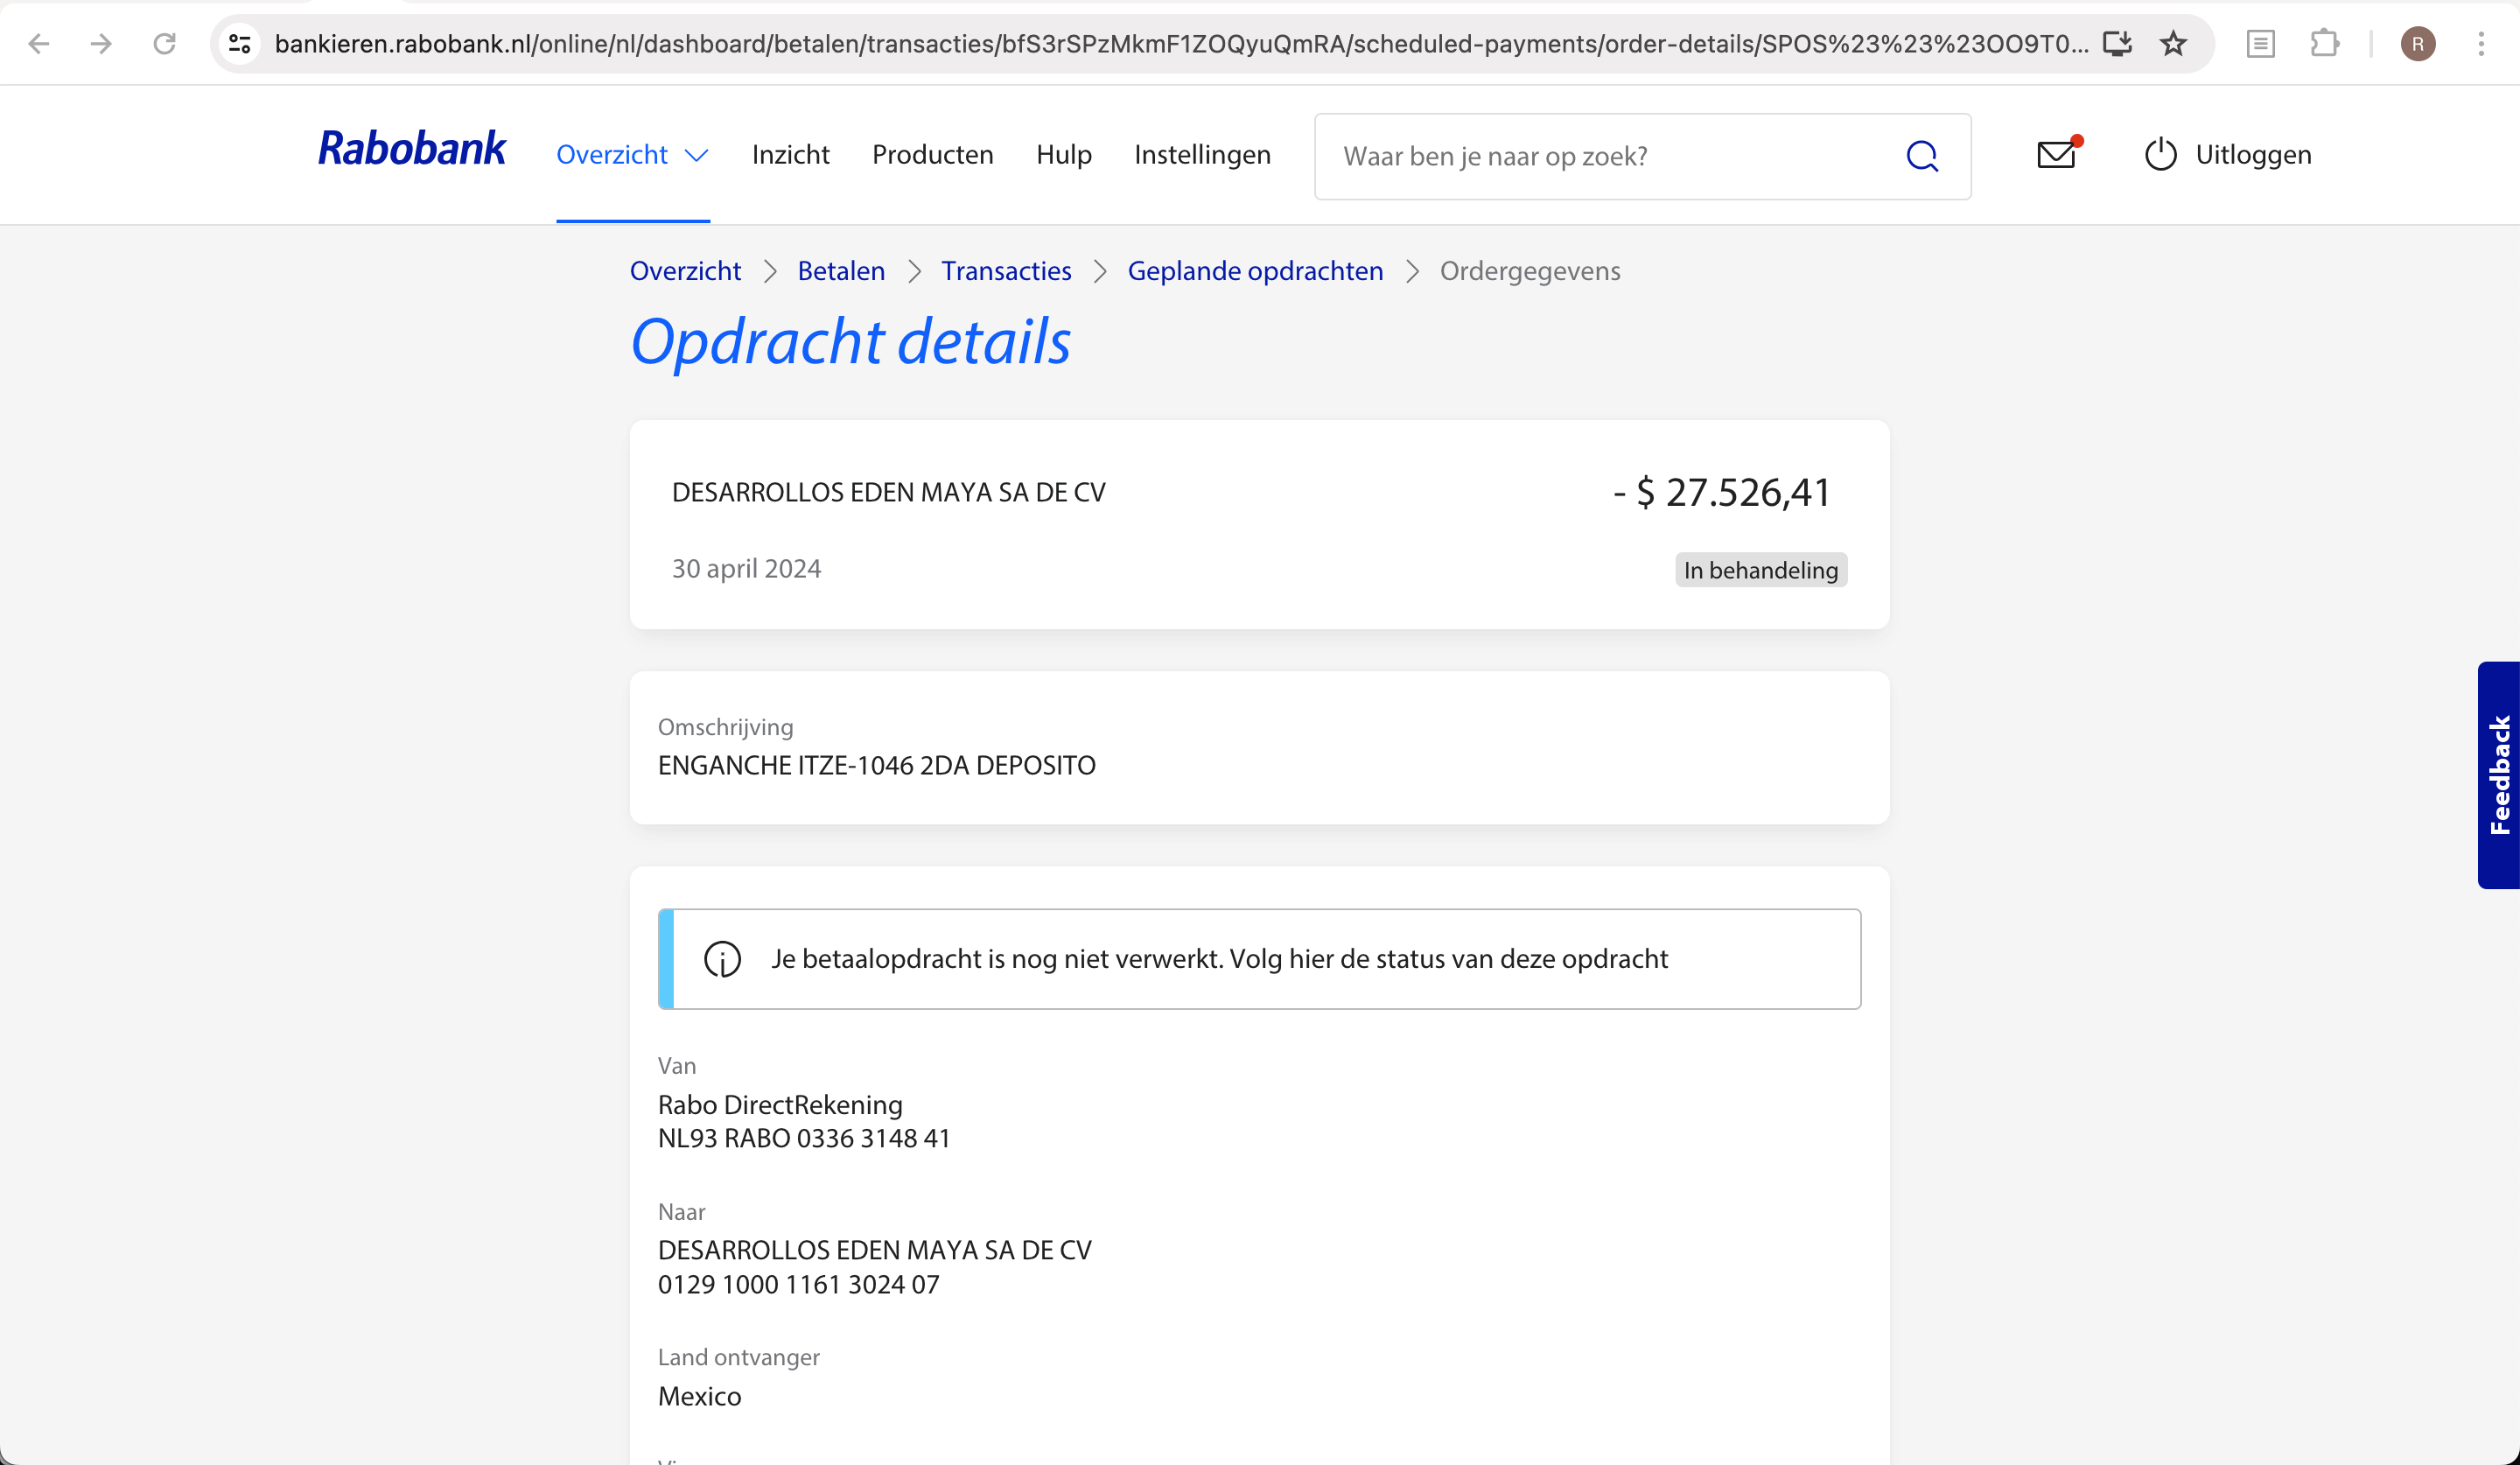 bankieren.rabobank.nl/online/nl/dashboard/betalen/transacties/bfS3rSPzMkmF1ZOQyuQmRA/scheduled-payments/order-details/SPOS%23%23%23OO9T0...
R
Rabobank
Overzicht
Inzicht
Producten
Hulp
Instellingen
Waar ben je naar op zoek?
Uitloggen
Overzicht > Betalen > Transacties > Geplande opdrachten > Ordergegevens
Opdracht details
DESARROLLOS EDEN MAYA SA DE CV
- $ 27.526,41
30 april 2024
In behandeling
Omschrijving
ENGANCHE ITZE-1046 2DA DEPOSITO
Feedback
Je betaalopdracht is nog niet verwerkt. Volg hier de status van deze opdracht
Van
Rabo DirectRekening
NL93 RABO 0336 3148 41
Naar
DESARROLLOS EDEN MAYA SA DE CV
0129 1000 1161 3024 07
Land ontvanger
Mexico